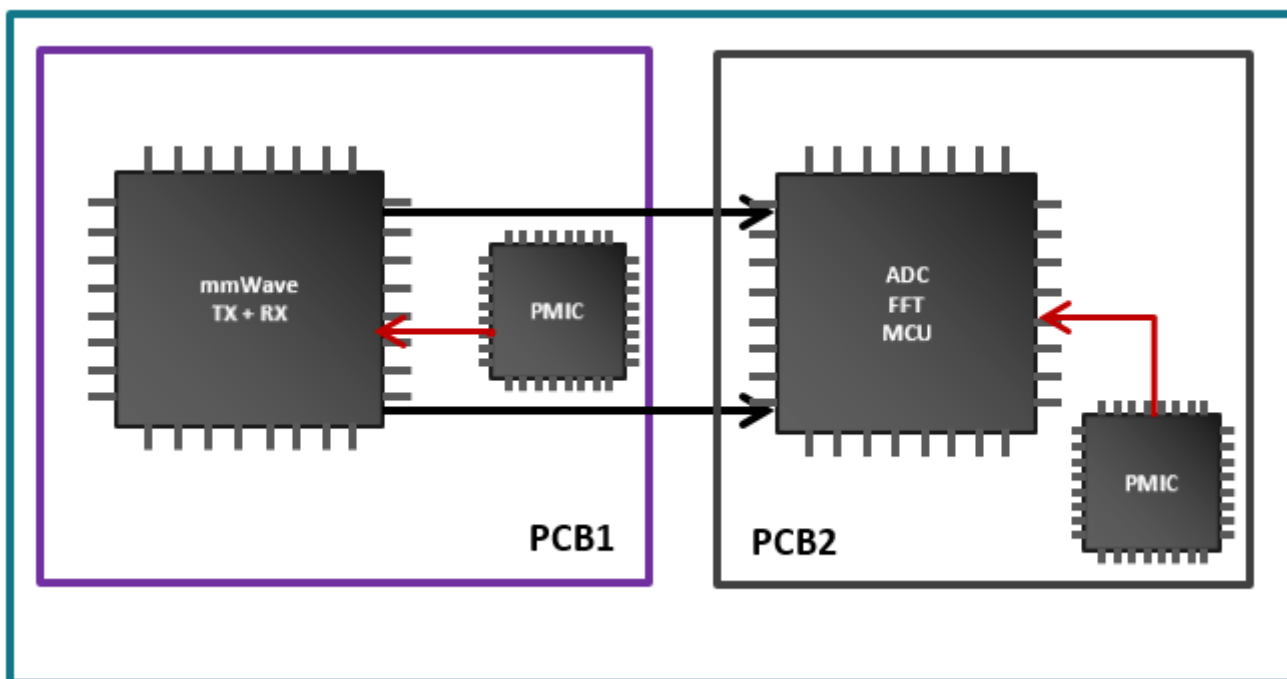 mmWave
TX + RX
PMIC
PCB1
ADC
FFT
MCU
PMIC
PCB2